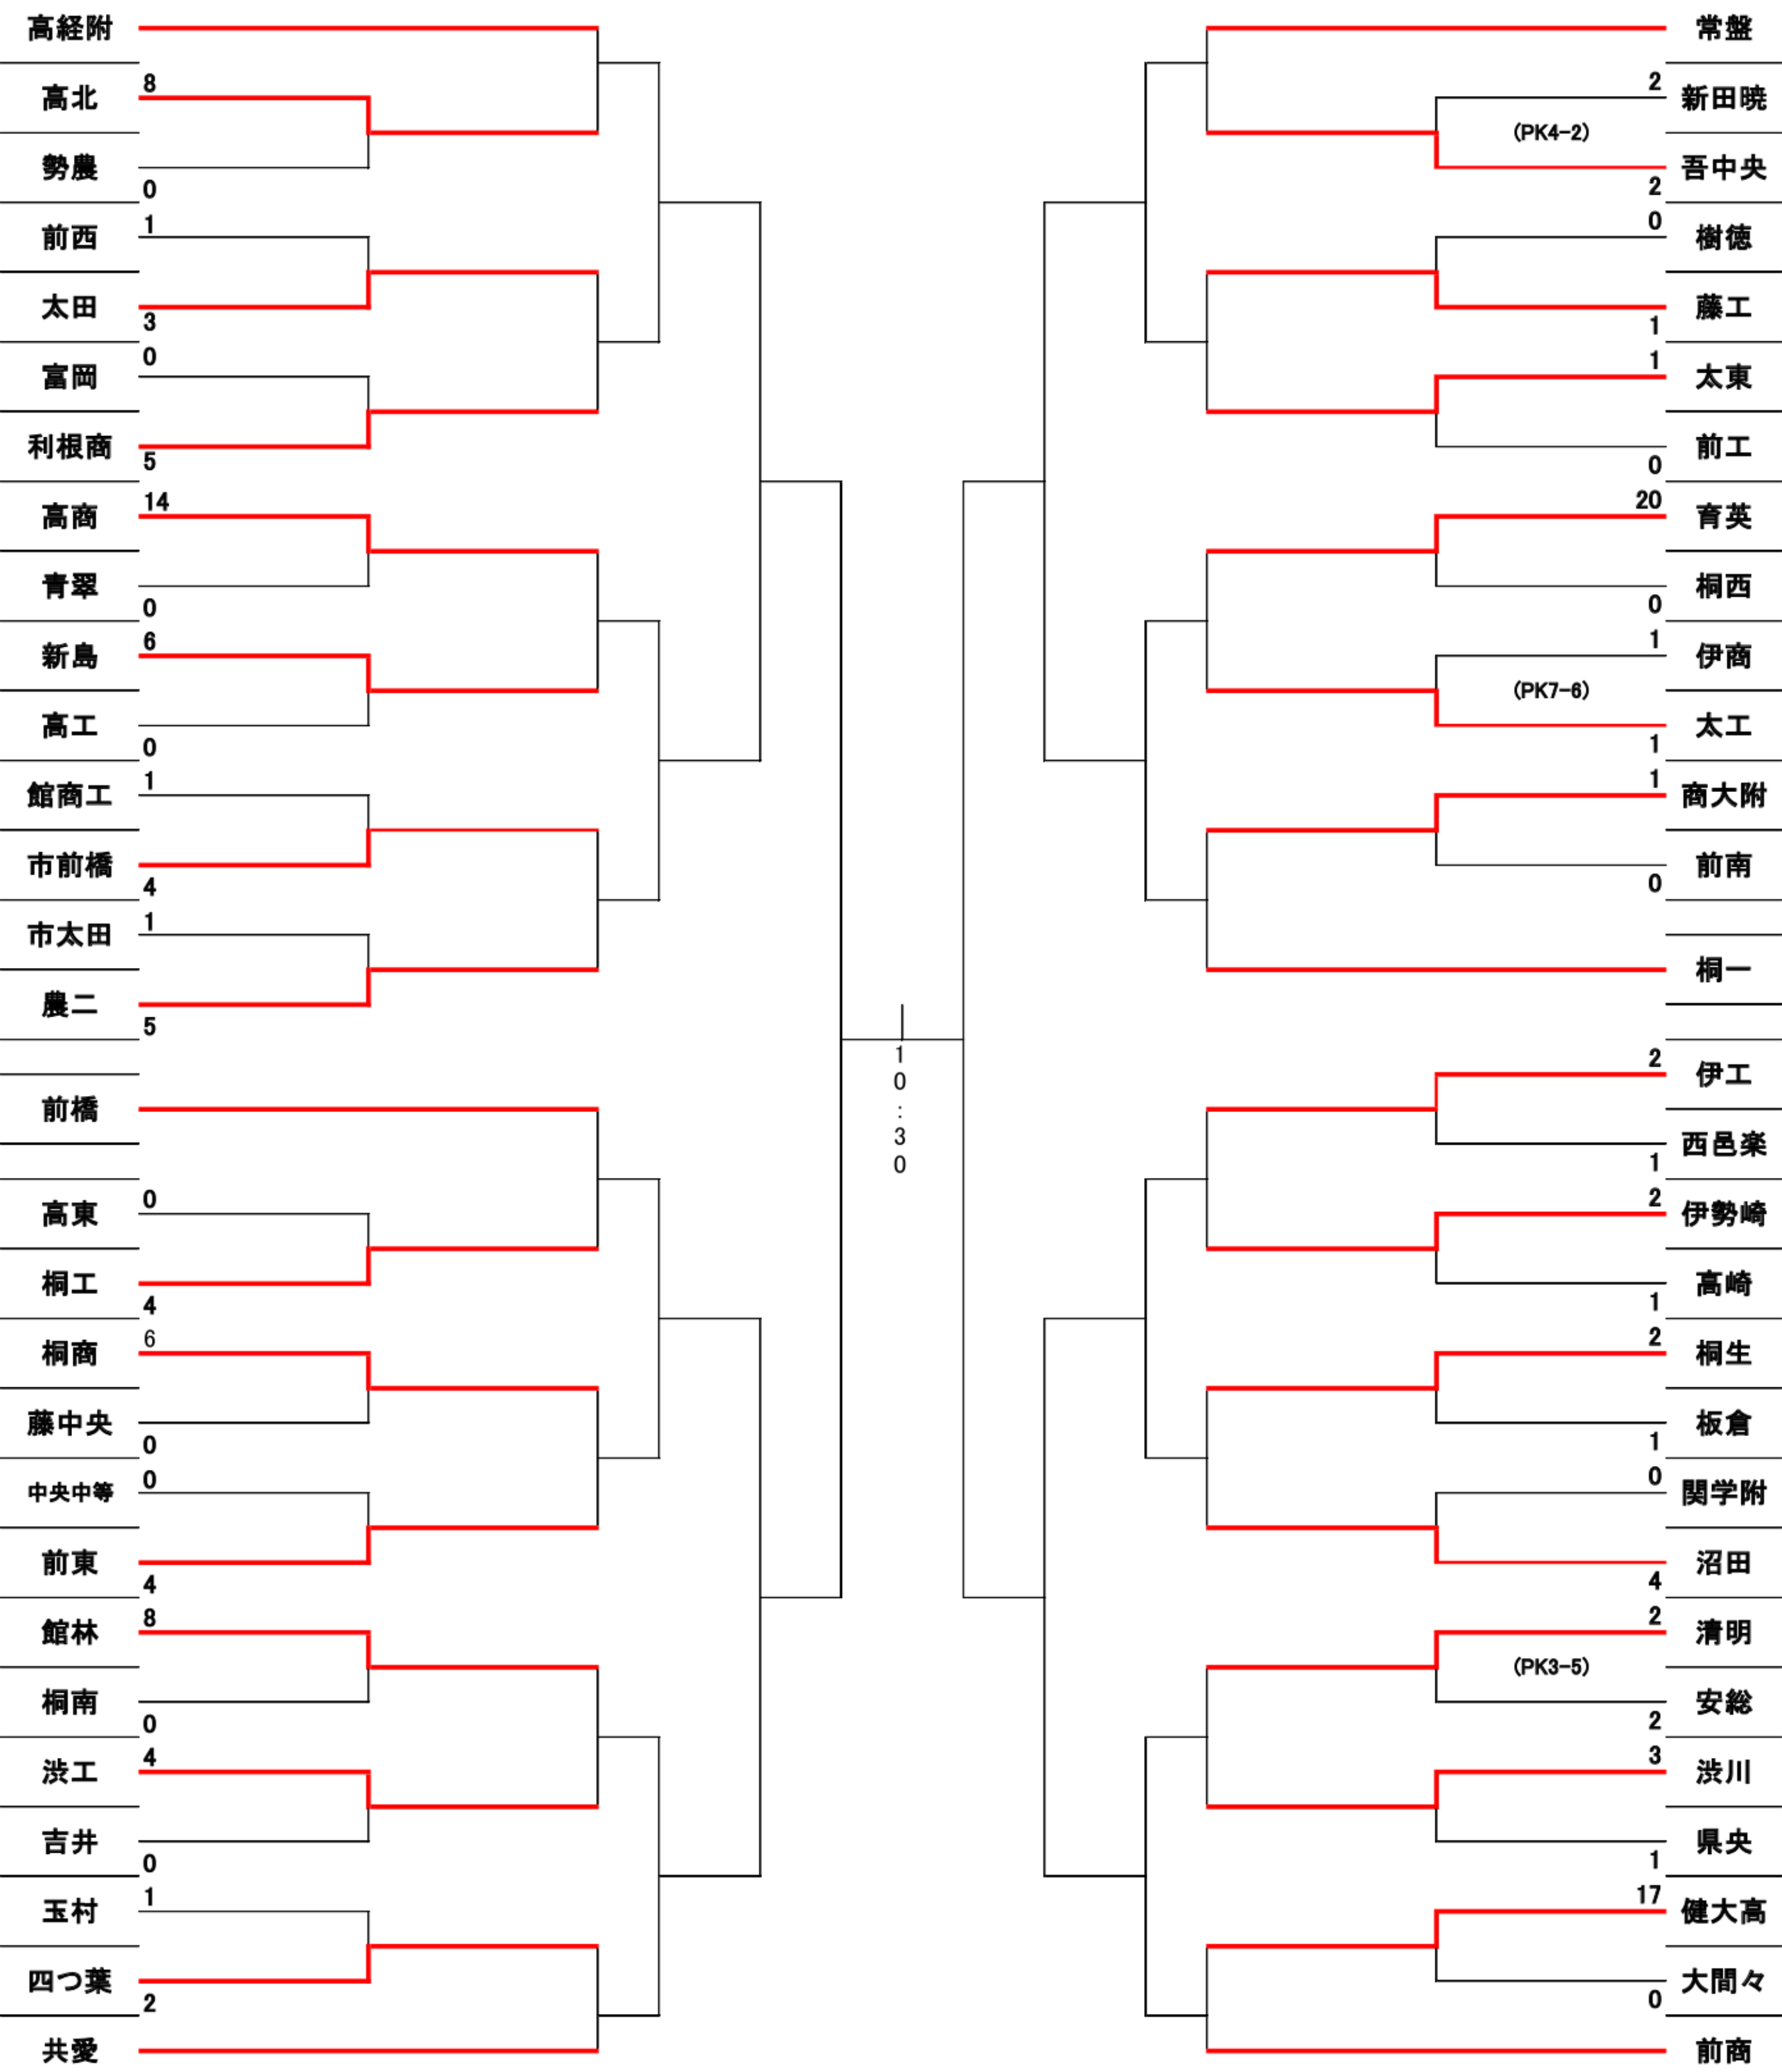 高経附
8
高北
勢農
0
1
前西
太田
3
0
富岡
利根商
5
14
高商
青翠
0
6
新島
高工
0
1
館商工
市前橋
4
1
市太田
農二
5
前橋
0
高東
桐工
4
6
桐商
藤中央
0
0
中央中等
前東
4
8
館林
桐南
0
4
渋工
吉井
0
1
玉村
四つ葉
2
共愛
10:30
常盤
2
新田暁
(PK4-2)
吾中央
2
0
樹徳
藤工
1
1
太東
前工
0
20
育英
桐西
0
1
伊商
(PK7-6)
太工
1
1
商大附
前南
0
桐一
2
伊工
西邑楽
1
2
伊勢崎
高崎
1
2
桐生
板倉
1
0
関学附
沼田
4
2
清明
(PK3-5)
安総
2
3
渋川
県央
1
17
健大高
大間々
0
前商